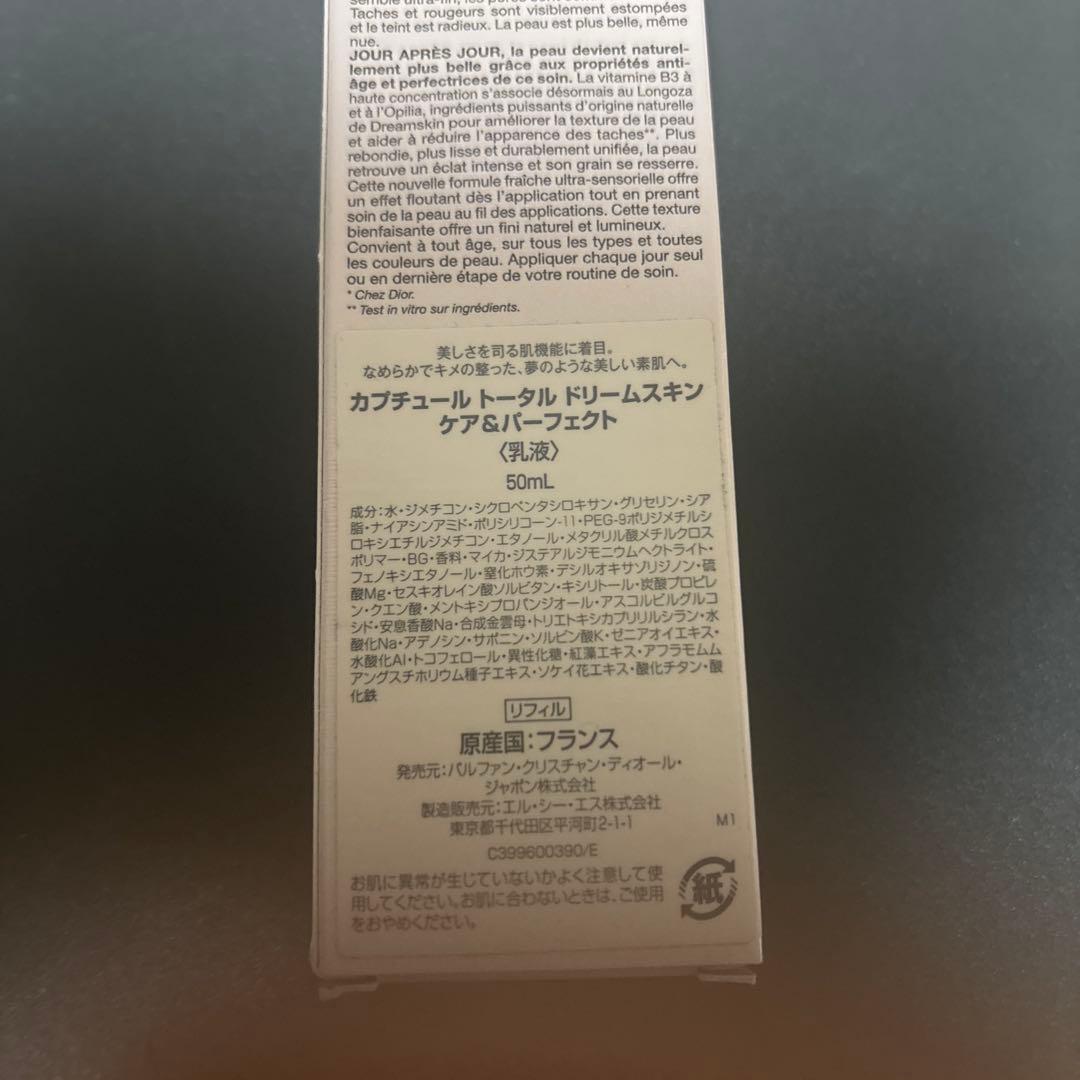 semble ultra-fin, les pores sont
Taches et rougeurs sont visiblement estompées
et le teint est radieux. La peau est plus belle, même
nue.
JOUR APRÈS JOUR, la peau devient naturel-
lement plus belle grâce aux propriétés anti-
âge et perfectrices de ce soin. La vitamine B3 à
haute concentration s'associe désormais au Longoza
et à l'Opilia, ingrédients puissants d'origine naturelle
de Dreamskin pour améliorer la texture de la peau
et aider à réduire l'apparence des taches**. Plus
rebondie, plus lisse et durablement unifiée, la peau
retrouve un éclat intense et son grain se resserre.
Cette nouvelle formule fraîche ultra-sensorielle offre
un effet floutant dès l'application tout en prenant
soin de la peau au fil des applications. Cette texture
bienfaisante offre un fini naturel et lumineux.
Convient à tout âge, sur tous les types et toutes
les couleurs de peau. Appliquer chaque jour seul
ou en dernière étape de votre routine de soin.
* Chez Dior.
** Test in vitro sur ingrédients.
美しさを司る肌機能に着目。
なめらかでキメの整った、夢のような美しい素肌へ。
カプチュール トータル ドリームスキン
ケア&パーフェクト
〈乳液〉
50mL
成分:水・ジメチコン・シクロペンタシロキサン・グリセリン・シア
脂・ナイアシンアミド・ポリシリコーン-11・PEG-9ポリジメチルシ
ロキシエチルジメチコン・エタノール・メタクリル酸メチルクロス
ポリマー・BG・香料・マイカ・ジステアルジモニウムヘクトライト・
フェノキシエタノール・窒化ホウ素・デシルオキサゾリジノン・硫
酸Mg・セスキオレイン酸ソルビタン・キシリトール・炭酸プロピレ
ン・クエン酸・メントキシプロパンジオール・アスコルビルグルコ
シド・安息香酸Na・合成金雲母・トリエトキシカプリリルシラン・水
酸化Na・アデノシン・サポニン・ソルビン酸K・ゼニアオイエキス・
水酸化Al・トコフェロール・異性化糖・紅藻エキス・アフラモムム
アングスチホリウム種子エキス・ソケイ花エキス・酸化チタン・酸
化鉄
リフィル
原産国:フランス
発売元:パルファン・クリスチャン・ディオール・
ジャポン株式会社
製造販売元:エル・シー・エス株式会社
東京都千代田区平河町2-1-1
M1
C399600390/E
お肌に異常が生じていないかよく注意して使
用してください。お肌に合わないときは、ご使用
をおやめください。
紙